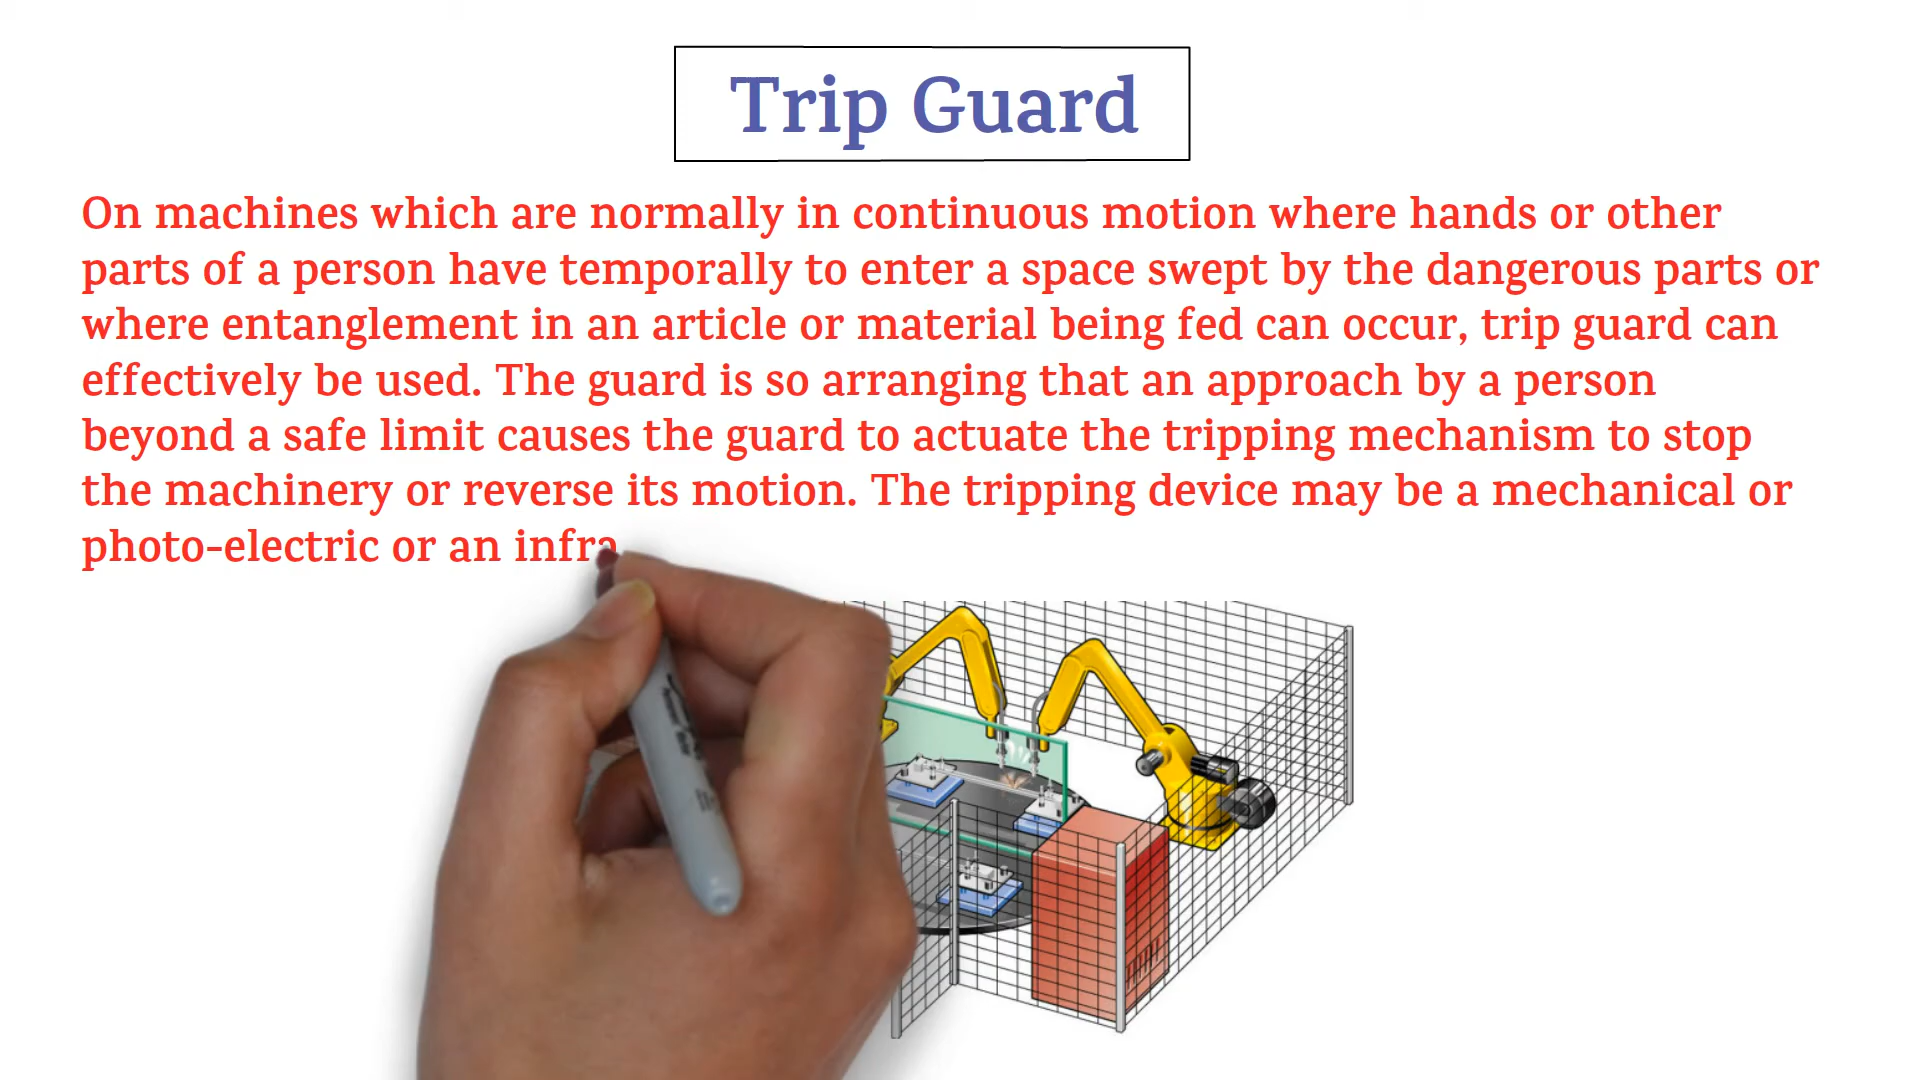 Trip Guard
On machines which are normally in continuous motion where hands or other
parts of a person have temporally to enter a space swept by the dangerous parts or
where entanglement in an article or material being fed can occur, trip guard can
effectively be used. The guard is so arranging that an approach by a person
beyond a safe limit causes the guard to actuate the tripping mechanism to stop
the machinery or reverse its motion. The tripping device may be a mechanical or
photo-electric or an infra